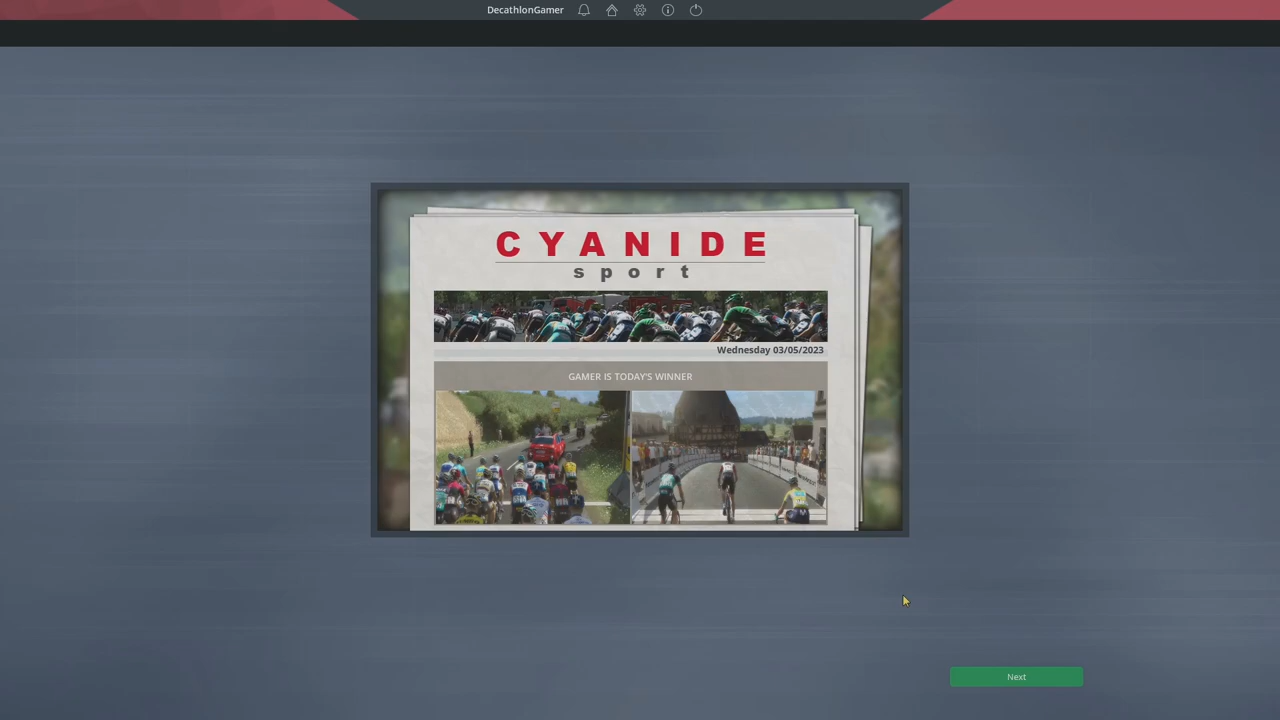 DecathlonGamer
CYANIDE
sport
Wednesday 03/05/2023
GAMER IS TODAY'S WINNER
Next